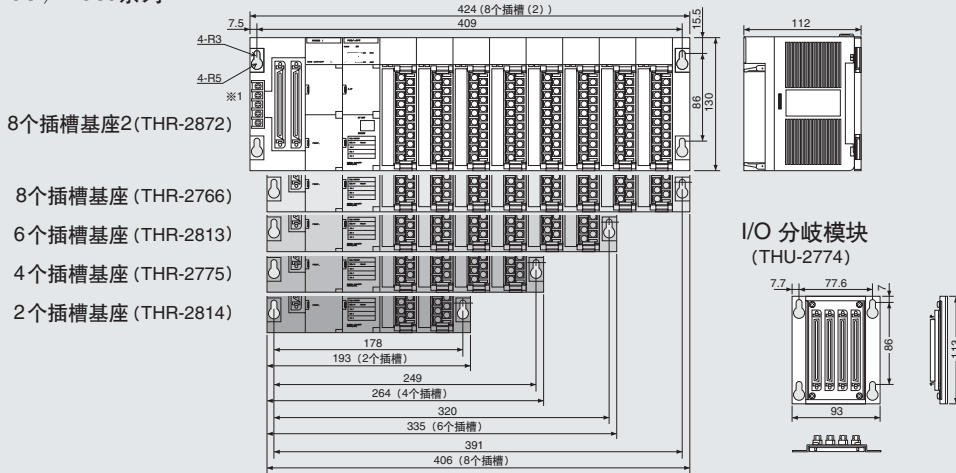 424 (8个插槽（2）)
7.5
409
15.5
112
4-R3
4-R5
※1
86
130
8个插槽基座2(THR-2872)
8个插槽基座 (THR-2766)
6个插槽基座 (THR-2813)
4个插槽基座 (THR-2775)
2个插槽基座 (THR-2814)
I/O 分岐模块
(THU-2774)
7.7
77.6
7
86
113
93
178
193（2个插槽）
249
264（4个插槽）
320
335（6个插槽）
391
406（8个插槽）